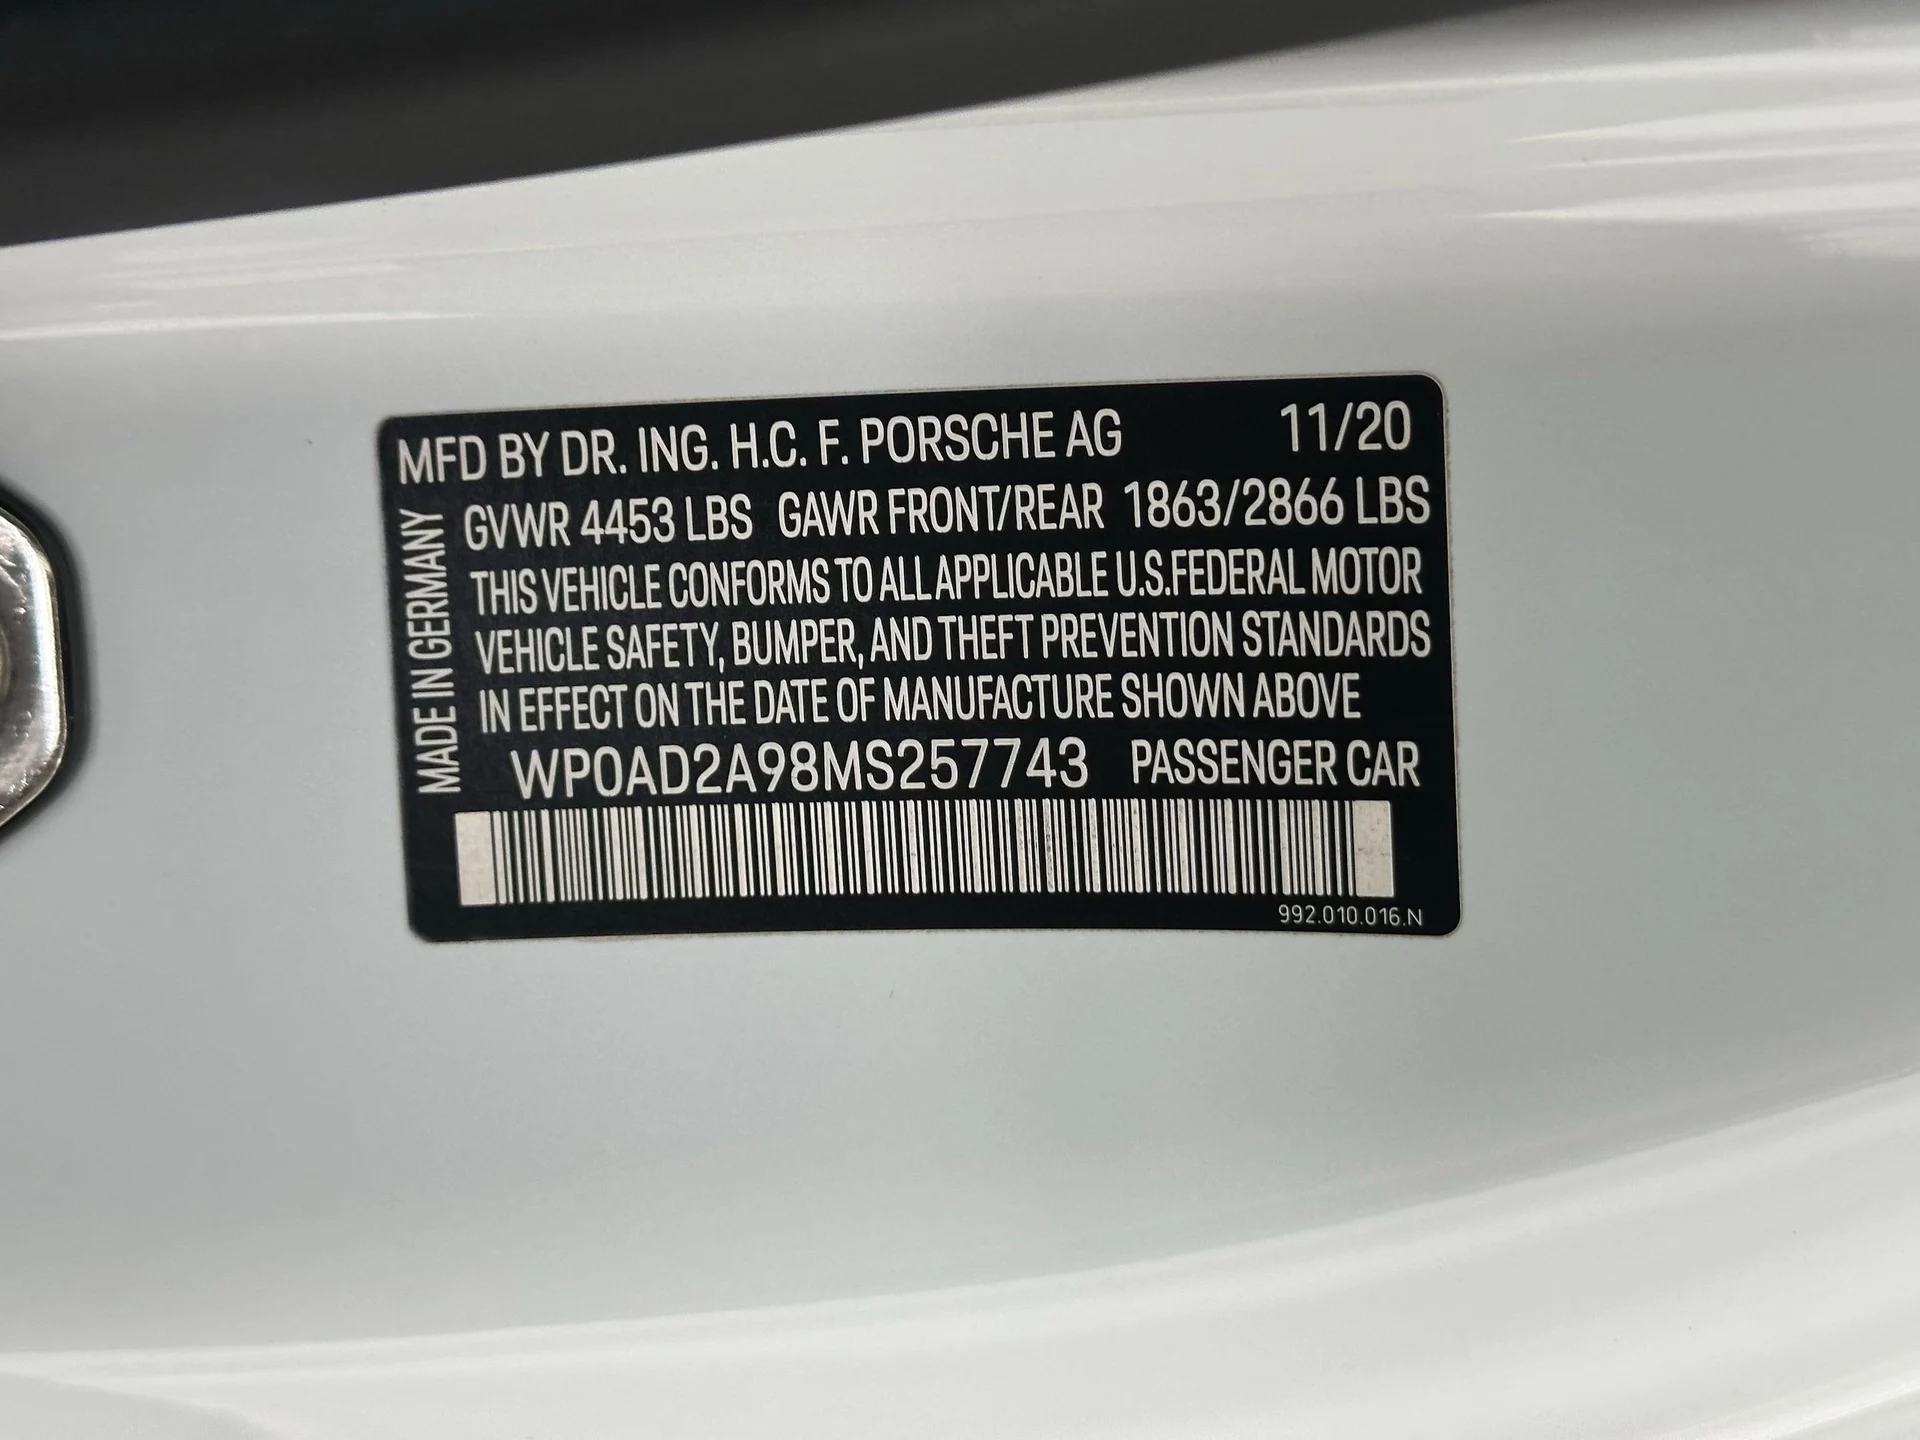 MFD BY DR. ING. H.C. F. PORSCHE AG 11/20
GVWR 4453 LBS GAWR FRONT/REAR 1863/2866 LBS
THIS VEHICLE CONFORMS TO ALL APPLICABLE U.S.FEDERAL MOTOR
VEHICLE SAFETY, BUMPER, AND THEFT PREVENTION STANDARDS
IN EFFECT ON THE DATE OF MANUFACTURE SHOWN ABOVE
WP0AD2A98MS257743 PASSENGER CAR
MADE IN GERMANY
992.010.016.N